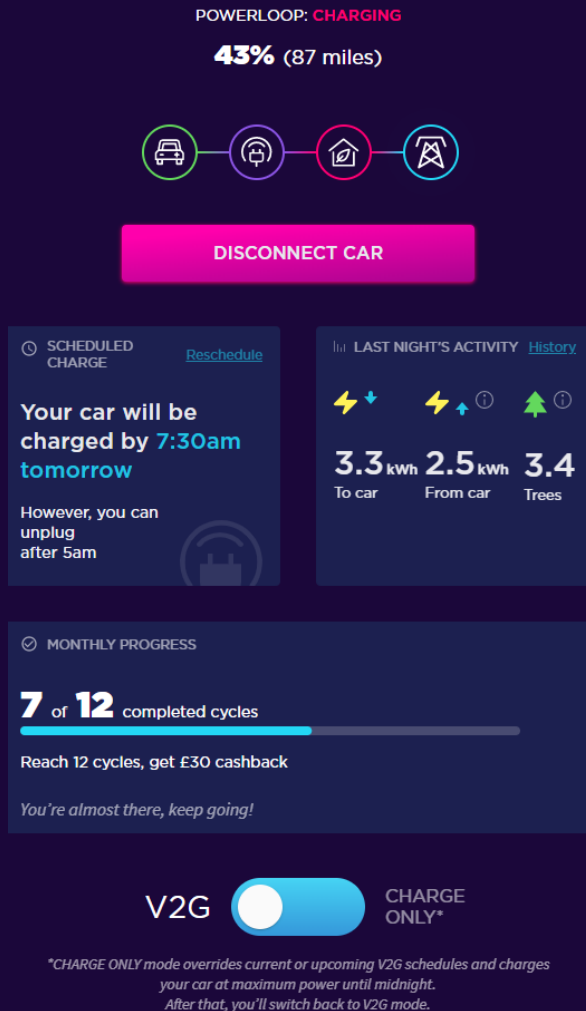 POWERLOOP: CHARGING
43% (87 miles)
DISCONNECT CAR
SCHEDULED
CHARGE
Reschedule
Your car will be
charged by 7:30am
tomorrow
However, you can
unplug
after 5am
LAST NIGHT'S ACTIVITY History
3.3 kWh 2.5 kWh 3.4
To car From car Trees
MONTHLY PROGRESS
7 of 12 completed cycles
Reach 12 cycles, get £30 cashback
You're almost there, keep going!
V2G
CHARGE
ONLY*
*CHARGE ONLY mode overrides current or upcoming V2G schedules and charges
your car at maximum power until midnight.
After that, you'll switch back to V2G mode.